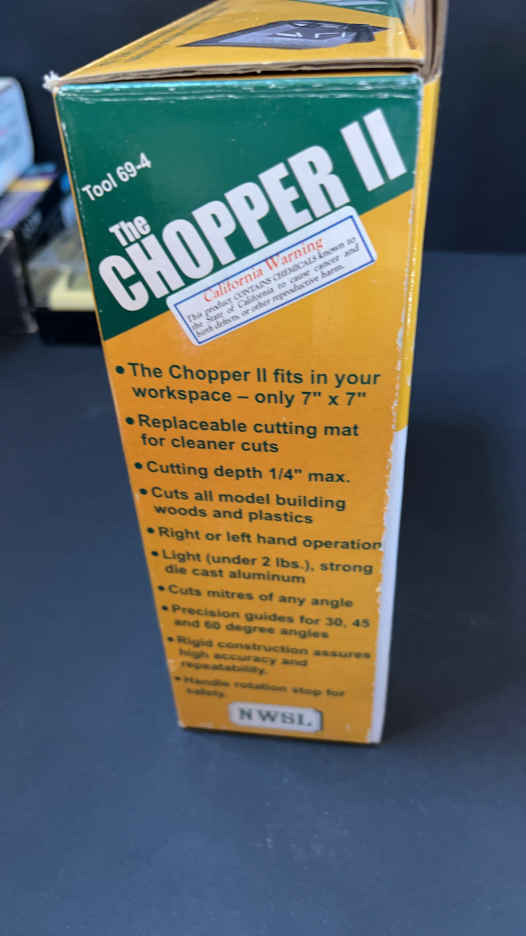 Tool 69-4
The
CHOPPER II
California Warning
This product CONTAINS CHEMICALS known to
the State of California to cause cancer and
birth defects, or other reproductive harm.
• The Chopper II fits in your
workspace – only 7" x 7"
• Replaceable cutting mat
for cleaner cuts
• Cutting depth 1/4" max.
• Cuts all model building
woods and plastics
• Right or left hand operation
• Light (under 2 lbs.), strong
die cast aluminum
• Cuts mitres of any angle
• Precision guides for 30, 45
and 60 degree angles
• Rigid construction assures
high accuracy and
repeatability.
• Handle rotation stop for
safety.
NWSL